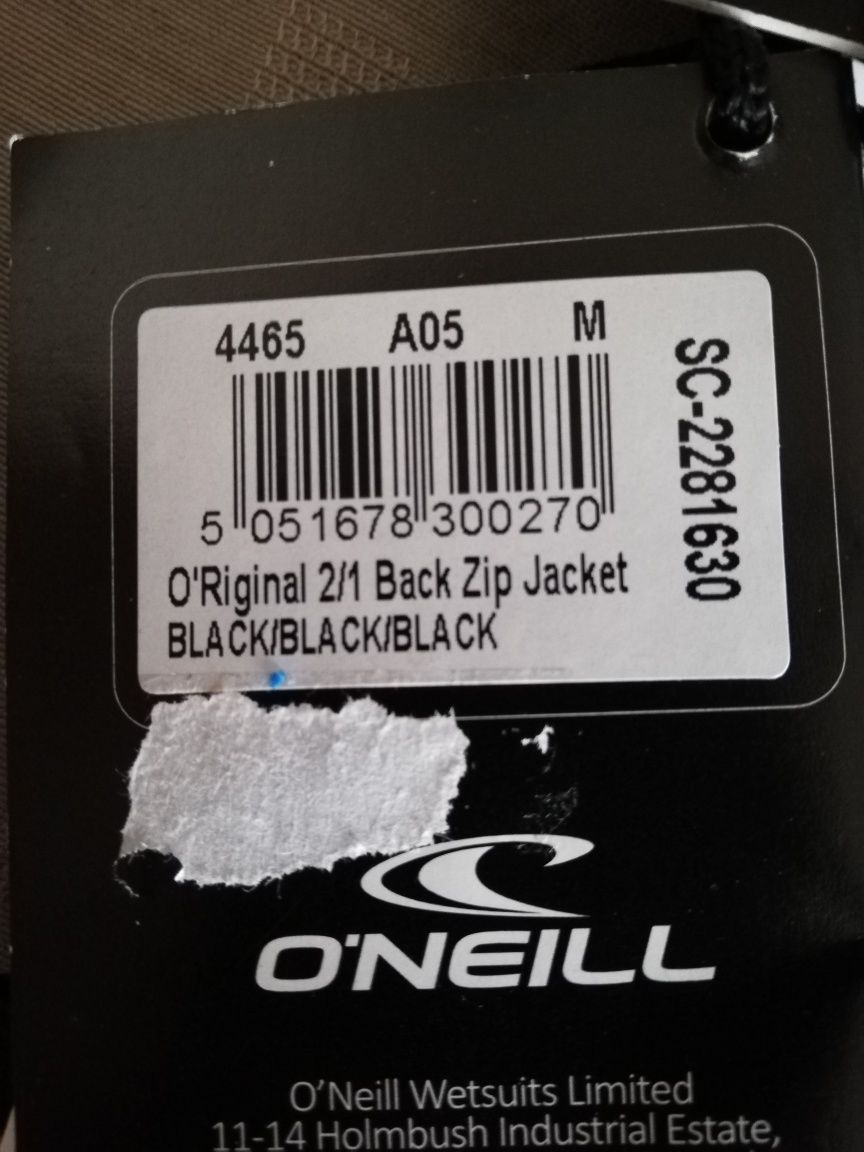 4465 A05 M
5 051678 300270
O'Riginal 2/1 Back Zip Jacket
BLACK/BLACK/BLACK
SC-2281630
O'NEILL
O'Neill Wetsuits Limited
11-14 Holmbush Industrial Estate,